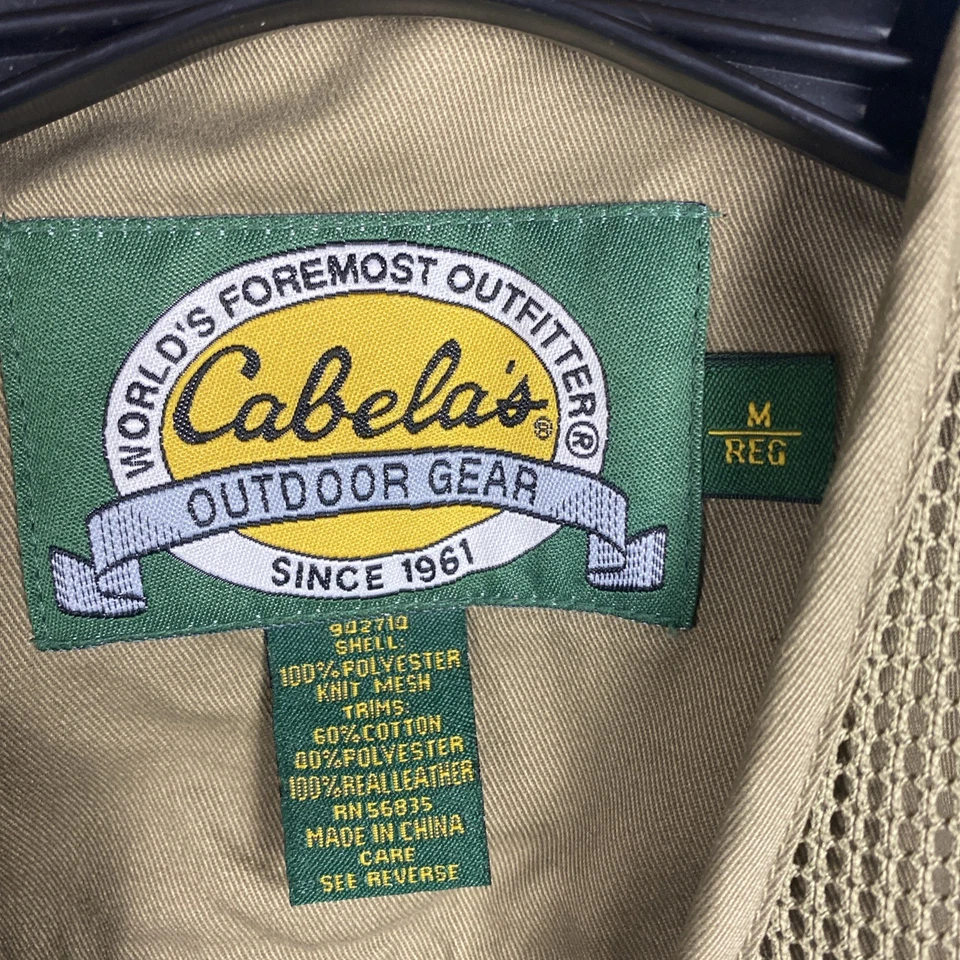 WORLD'S FOREMOST OUTFITTER®
Cabela's®
OUTDOOR GEAR
SINCE 1961
M
REG
902710
SHELL:
100%POLYESTER
KNIT MESH
TRIMS:
60%COTTON
40%POLYESTER
100%REALLEATHER
RN56835
MADE IN CHINA
CARE
SEE REVERSE